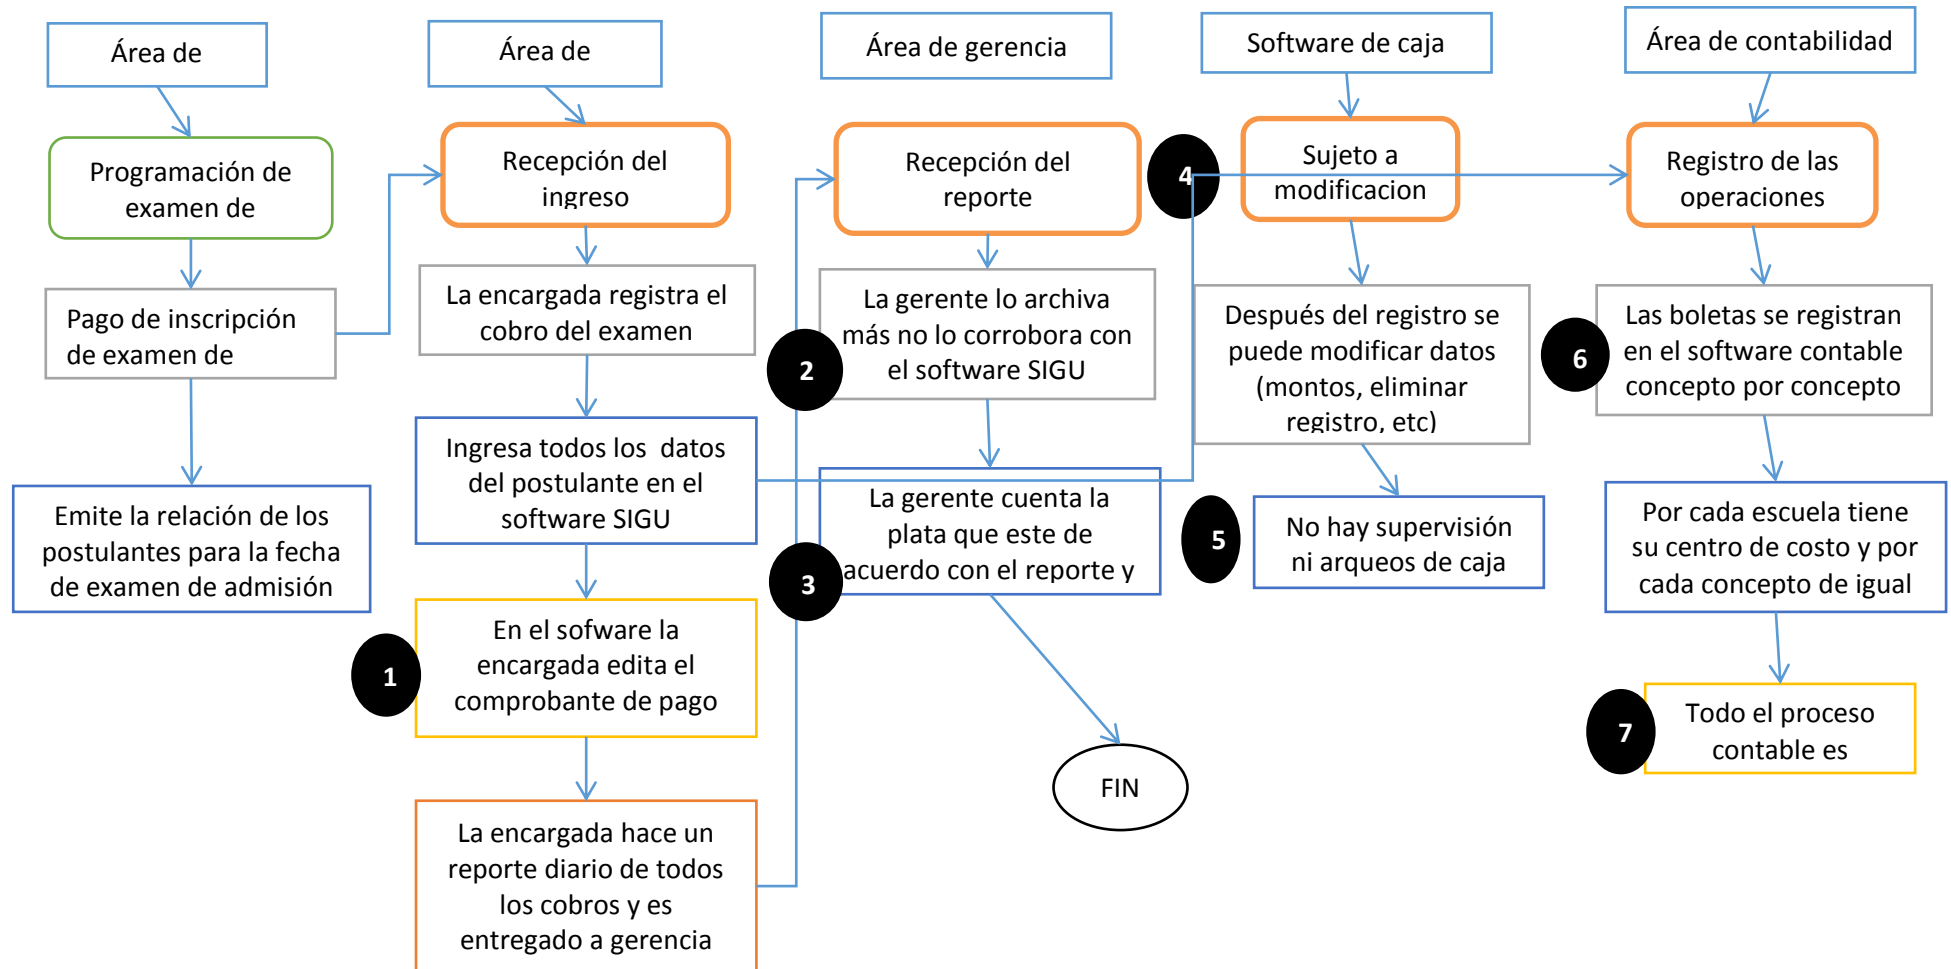 Área de
Programación de
examen de
Pago de inscripción
de examen de
Emite la relación de los
postulantes para la fecha
de examen de admisión
Área de
Recepción del
ingreso
La encargada registra el
cobro del examen
Ingresa todos los datos
del postulante en el
software SIGU
1
En el sofware la
encargada edita el
comprobante de pago
La encargada hace un
reporte diario de todos
los cobros y es
entregado a gerencia
Área de gerencia
Recepción del
reporte
2
La gerente lo archiva
más no lo corrobora con
el software SIGU
3
La gerente cuenta la
plata que este de
acuerdo con el reporte y
FIN
Software de caja
4
Sujeto a
modificacion
Después del registro se
puede modificar datos
(montos, eliminar
registro, etc)
5
No hay supervisión
ni arqueos de caja
Área de contabilidad
Registro de las
operaciones
6
Las boletas se registran
en el software contable
concepto por concepto
Por cada escuela tiene
su centro de costo y por
cada concepto de igual
7
Todo el proceso
contable es